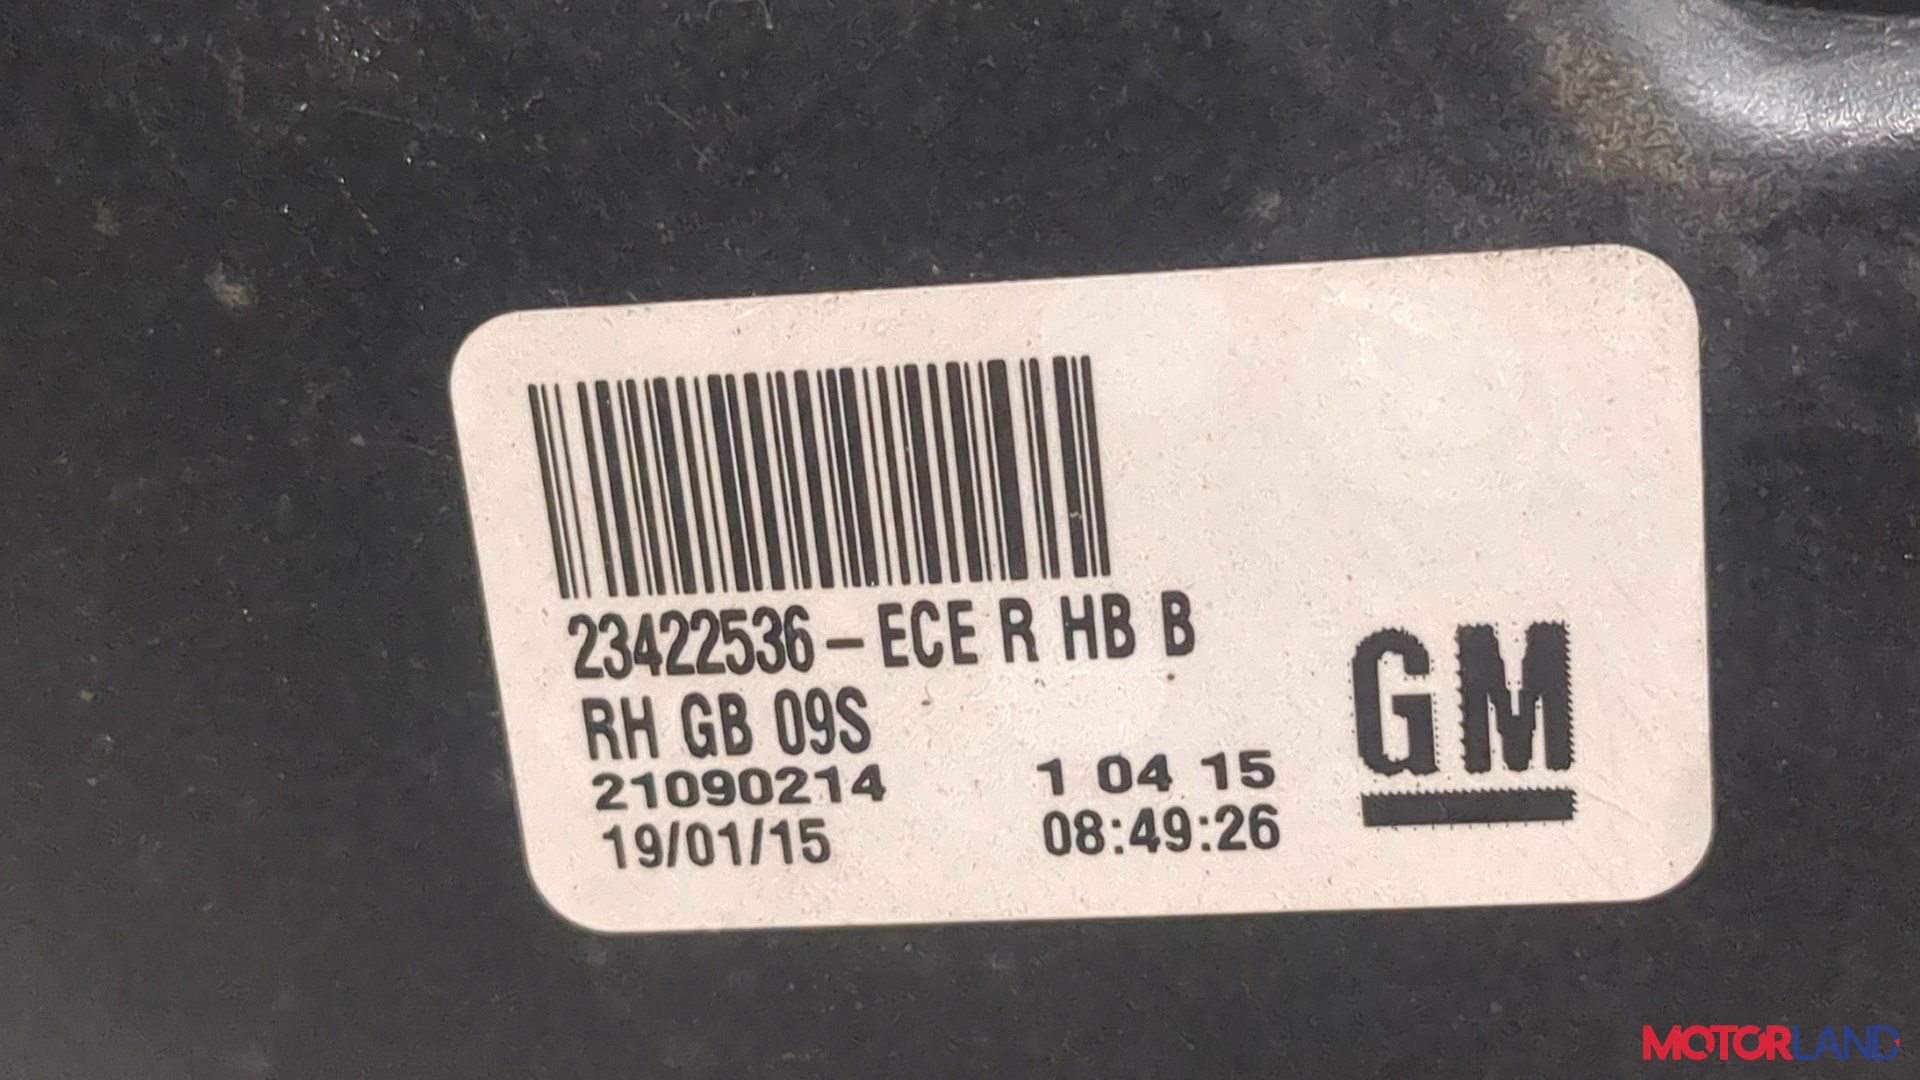 23422536-ECE R HB B
RH GB 09S
21090214 1 04 15
19/01/15 08:49:26
GM
MOTORLAND